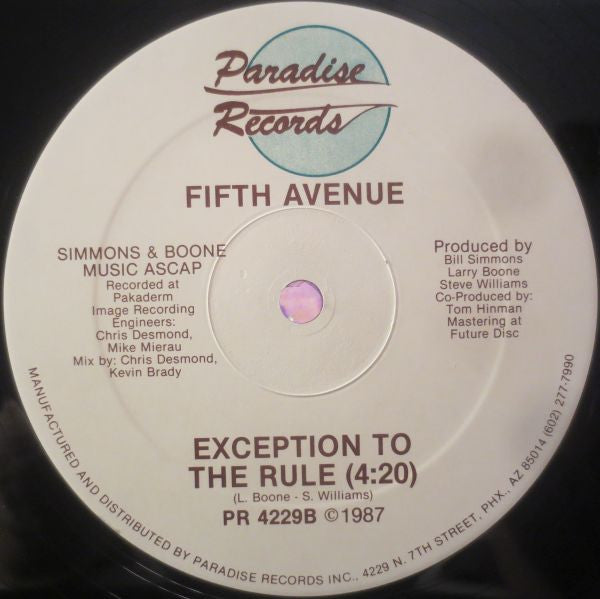 Paradise
Records
FIFTH AVENUE
SIMMONS & BOONE
MUSIC ASCAP
Recorded at
Pakaderm
Image Recording
Engineers:
Chris Desmond,
Mike Mierau
Mix by: Chris Desmond,
Kevin Brady
Produced by
Bill Simmons
Larry Boone
Steve Williams
Co-Produced by:
Tom Hinman
Mastering at
Future Disc
EXCEPTION TO
THE RULE (4:20)
(L. Boone - S. Williams)
PR 4229B ©1987
MANUFACTURED AND DISTRIBUTED BY PARADISE RECORDS INC., 4229 N. 7TH STREET, PHX., AZ 85014 (602) 277-7990